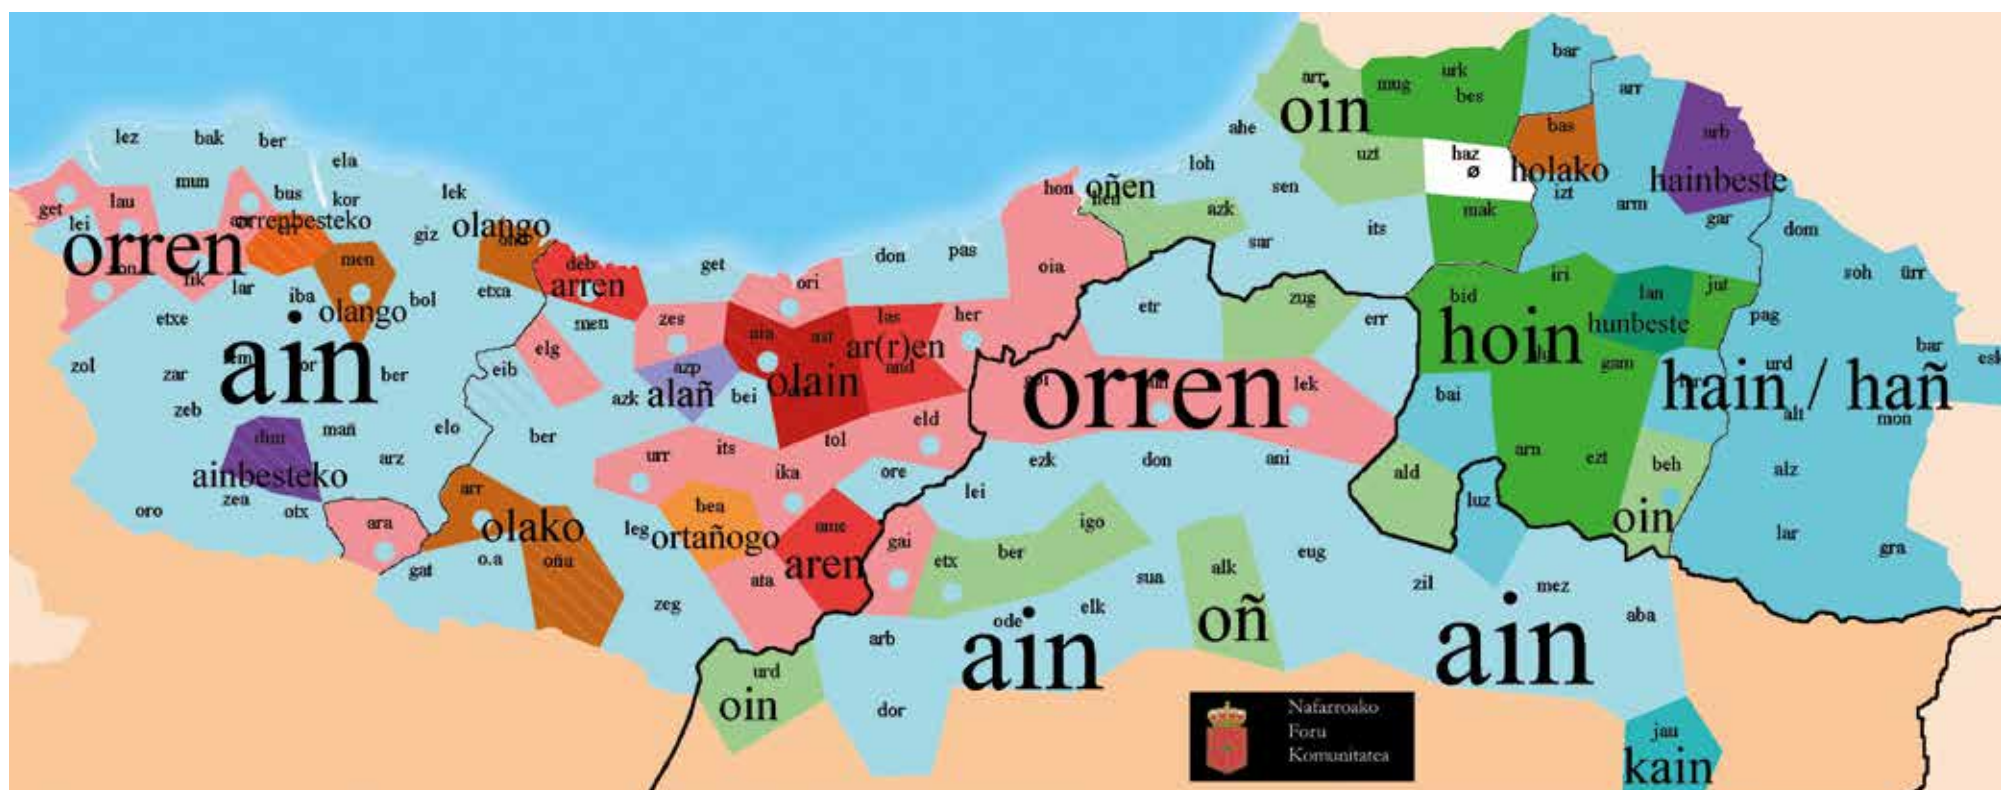 bar
arr
urk
mug
arr
bes
oin
lez
bak
ber
ahe
bas
arb
haz
ø
uzt
ela
loh
holako
hainbeste
mun
bus
kor
lek
hon
oñen
sen
izt
arm
get
lau
azk
mak
gar
lei
orrenbesteko
giz
olango
sar
its
dom
orren
men
deb
get
don
pas
oia
iri
soh
ürr
lar
iba
bol
etxa
arren
ori
zug
bid
lan
jut
etxe
olango
men
zes
las
her
etr
err
hoin
hunbeste
pag
ain
elg
ar(r)en
gam
bar
esk
zol
zar
ber
eib
azp
alañ
olain
orren
lek
hain / hañ
urd
zeb
azk
bei
bai
alt
mon
dim
mañ
elo
ber
tol
eld
ainbesteko
arz
urr
its
ika
ore
ezk
don
ani
ald
arn
ezt
beh
alz
oro
zea
otx
ara
arr
olako
leg
bea
ortañogo
ame
aren
lei
igo
luz
oin
lar
gra
gat
o.a
oña
ata
gai
etx
ber
sua
alk
eug
zil
mez
aba
zeg
arb
ode
elk
ain
oñ
ain
urd
oin
dor
Nafarroako
Foru
Komunitatea
jau
kain